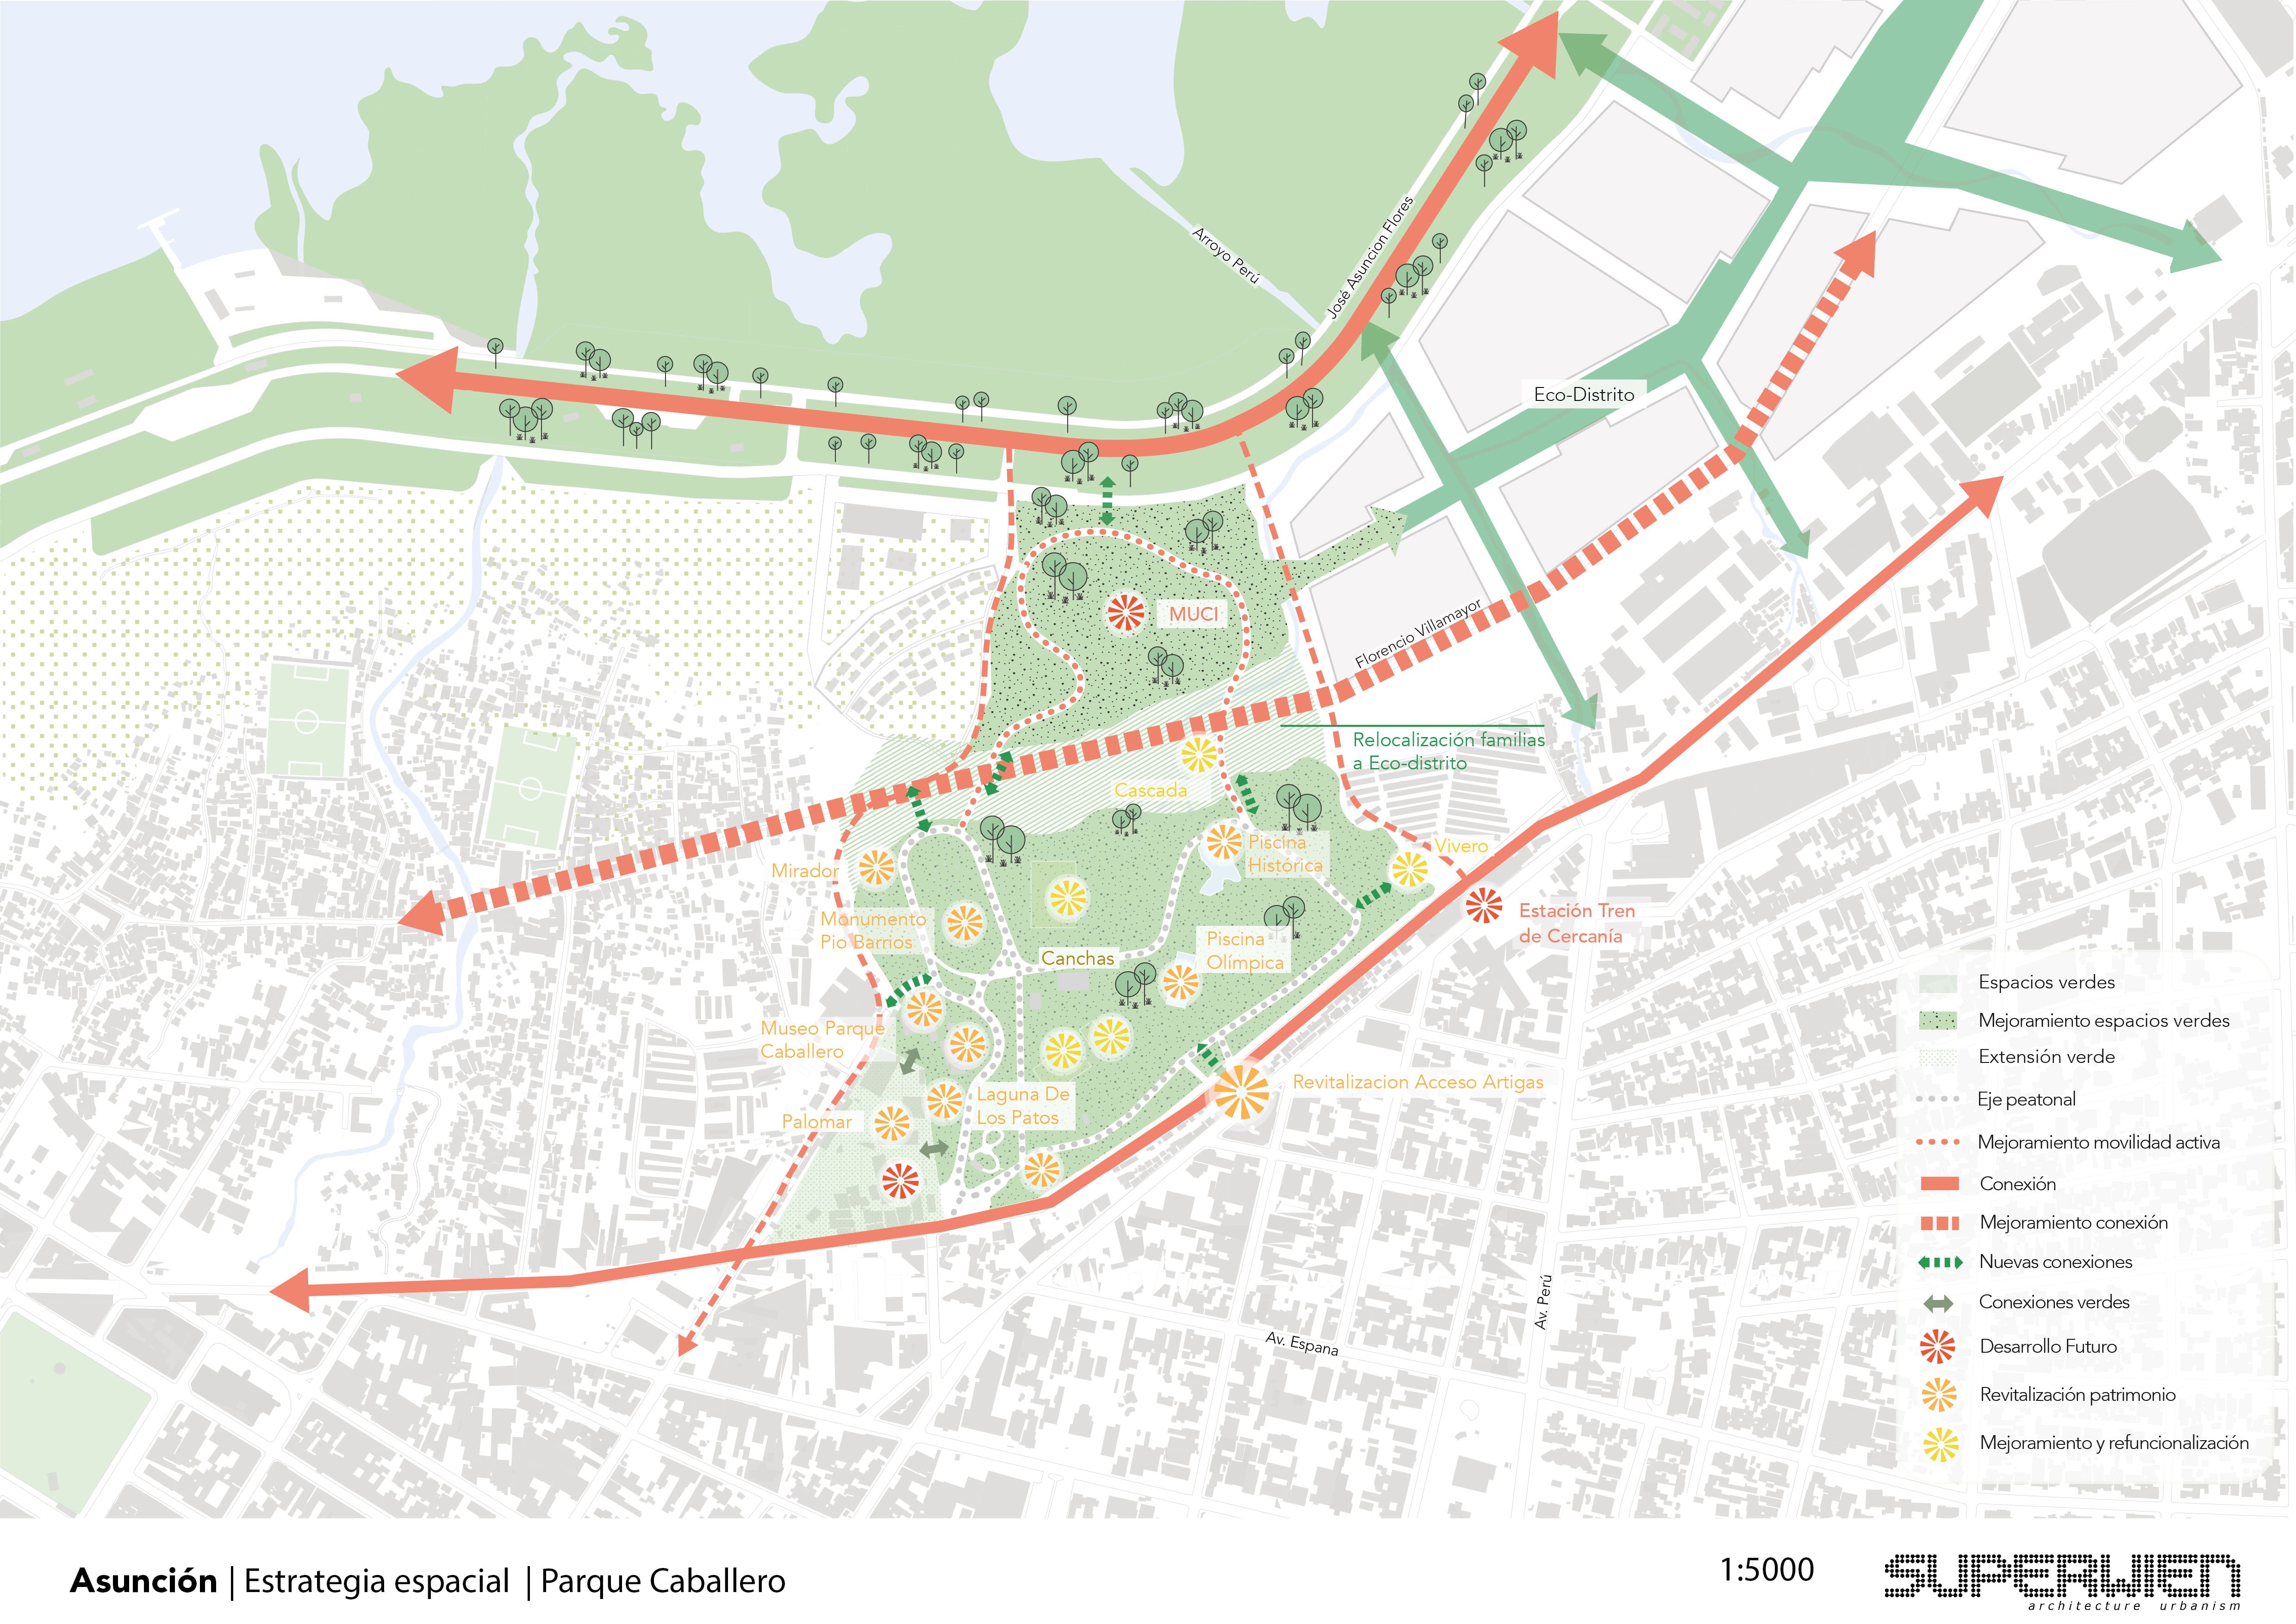 Arroyo Perú
José Asuncion Flores
Eco-Distrito
MUCI
Florencio Villamayor
Relocalización familias
a Eco-distrito
Cascada
Mirador
Piscina
Histórica
Vivero
Monumento
Pio Barnos
Estación Tren
de Cercanía
Canchas
Piscina
Olímpica
Museo Parque
Caballero
Laguna De
Los Patos
Palomar
Revitalizacion Acceso Artigas
Av. Perú
Av. Espana
Espacios verdes
Mejoramiento espacios verdes
Extensión verde
Eje peatonal
Mejoramiento movilidad activa
Conexión
Mejoramiento conexión
Nuevas conexiones
Conexiones verdes
Desarrollo Futuro
Revitalización patrimonio
Mejoramiento y refuncionalización
Asunción | Estrategia espacial | Parque Caballero
1:5000
SUPERWIEN
architecture urbanism